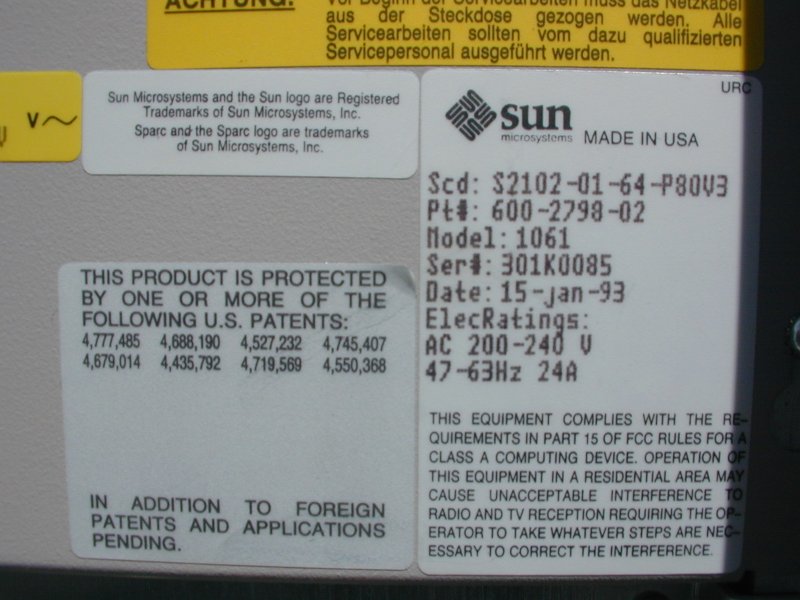 ACHTUNG:
Vor Beginn der Servicearbeiten muss das Netzkabel
aus der Steckdose gezogen werden. Alle
Servicearbeiten sollten vom dazu qualifizierten
Servicepersonal ausgeführt werden.
V~
Sun Microsystems and the Sun logo are Registered
Trademarks of Sun Microsystems, Inc.
Sparc and the Sparc logo are trademarks
of Sun Microsystems, Inc.
URC
sun
microsystems
MADE IN USA
Scd: S2102-01-64-P80V3
Pt#: 600-2798-02
Model: 1061
Ser#: 301K0085
Date: 15-jan-93
ElecRatings:
AC 200-240 V
47-63Hz 24A
THIS EQUIPMENT COMPLIES WITH THE RE-
QUIREMENTS IN PART 15 OF FCC RULES FOR A
CLASS A COMPUTING DEVICE. OPERATION OF
THIS EQUIPMENT IN A RESIDENTIAL AREA MAY
CAUSE UNACCEPTABLE INTERFERENCE TO
RADIO AND TV RECEPTION REQUIRING THE OP-
ERATOR TO TAKE WHATEVER STEPS ARE NEC-
ESSARY TO CORRECT THE INTERFERENCE.
THIS PRODUCT IS PROTECTED
BY ONE OR MORE OF THE
FOLLOWING U.S. PATENTS:
4,777,485 4,688,190 4,527,232 4,745,407
4,679,014 4,435,792 4,719,569 4,550,368
IN ADDITION TO FOREIGN
PATENTS AND APPLICATIONS
PENDING.